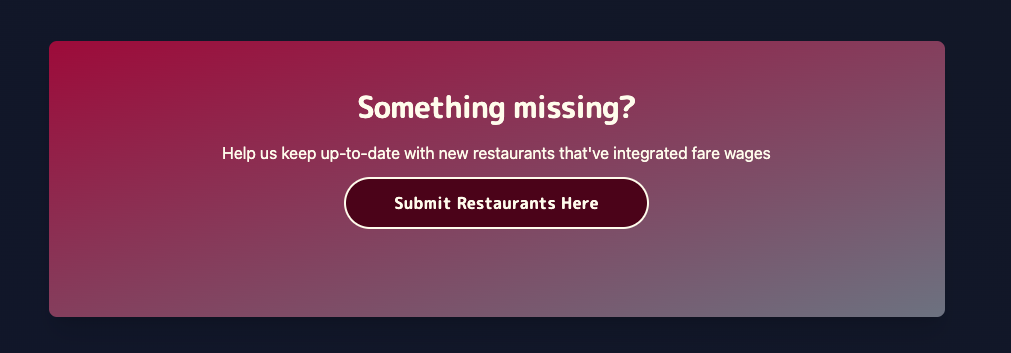 Something missing?
Help us keep up-to-date with new restaurants that've integrated fare wages
Submit Restaurants Here